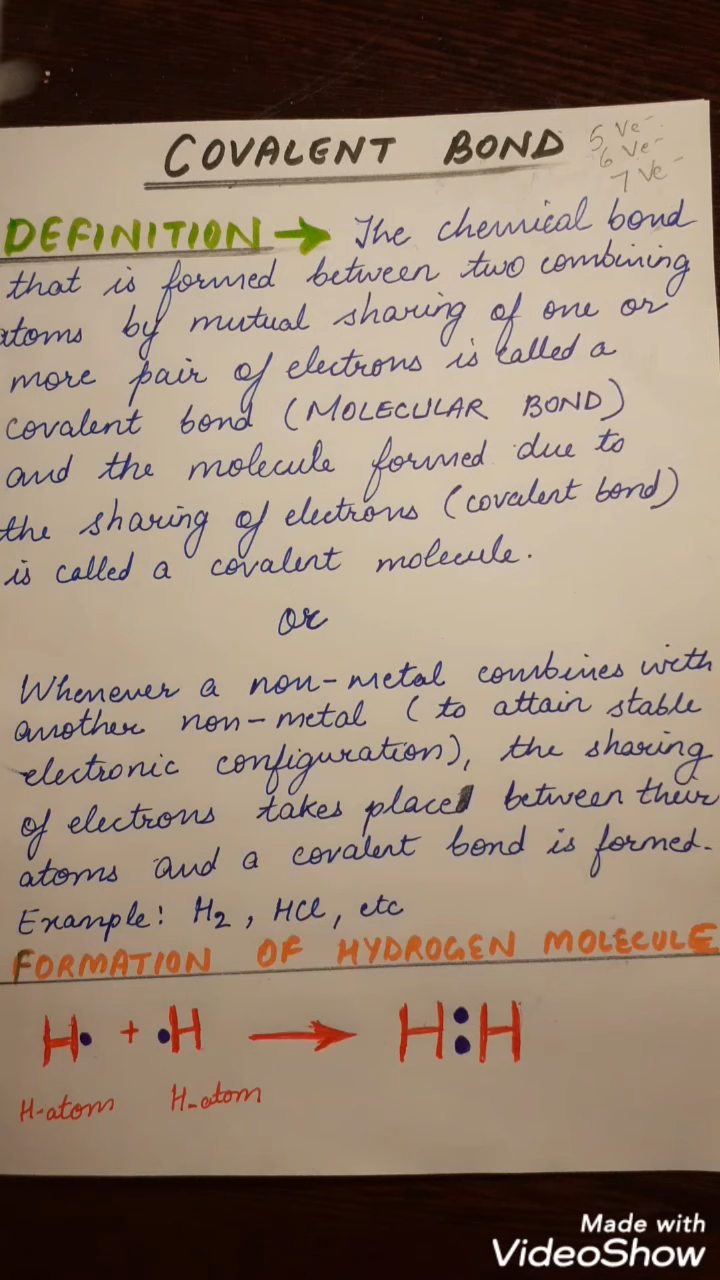 COVALENT BOND
5 Ve⁻
6 Ve⁻
7 Ve⁻
DEFINITION → The chemical bond
that is formed between two combining
atoms by mutual sharing of one or
more pair of electrons is called a
covalent bond (MOLECULAR BOND)
and the molecule formed due to
the sharing of electrons (covalent bond)
is called a covalent molecule.
or
Whenever a non-metal combines with
another non-metal (to attain stable
electronic configuration), the sharing
of electrons takes place between their
atoms and a covalent bond is formed.
Example: H₂, HCl, etc
FORMATION OF HYDROGEN MOLECULE
H• + •H → H:H
H-atom H-atom
Made with
VideoShow